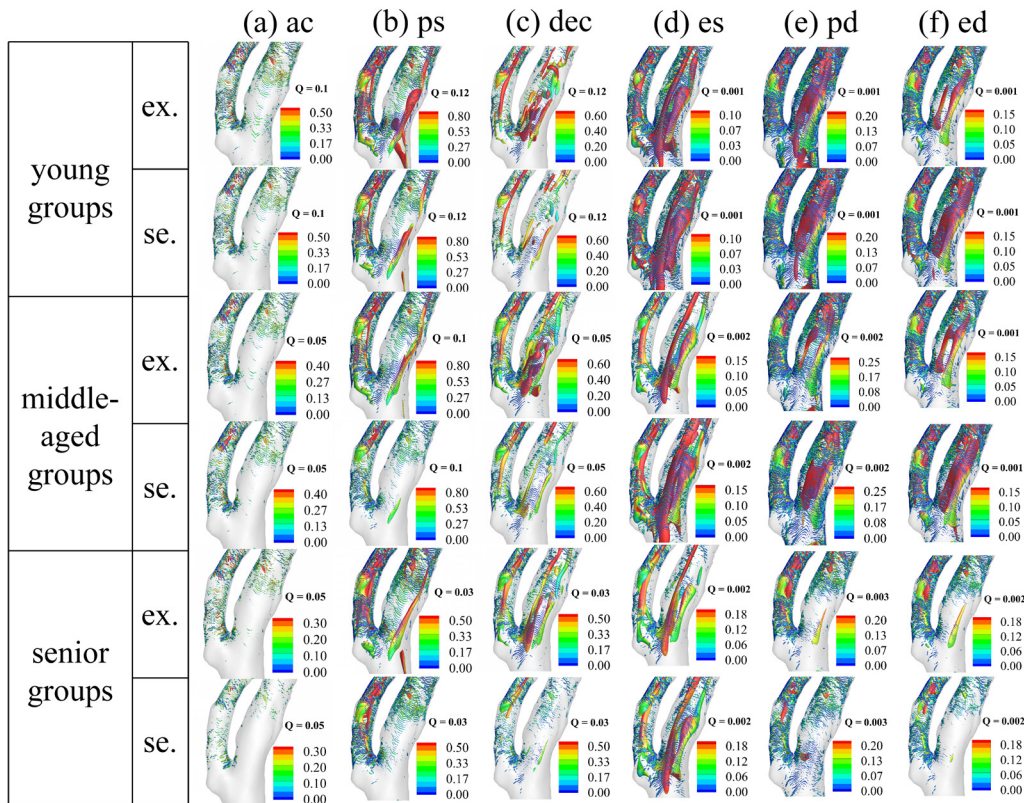 (a) ac (b) ps (c) dec (d) es (e) pd (f) ed
young
groups
ex.
Q = 0.1
0.50
0.33
0.17
0.00
Q = 0.12
0.80
0.53
0.27
0.00
Q = 0.12
0.60
0.40
0.20
0.00
Q = 0.001
0.10
0.07
0.03
0.00
Q = 0.001
0.20
0.13
0.07
0.00
Q = 0.001
0.15
0.10
0.05
0.00
se.
Q = 0.1
0.50
0.33
0.17
0.00
Q = 0.12
0.80
0.53
0.27
0.00
Q = 0.12
0.60
0.40
0.20
0.00
Q = 0.001
0.10
0.07
0.03
0.00
Q = 0.001
0.20
0.13
0.07
0.00
Q = 0.001
0.15
0.10
0.05
0.00
middle-
aged
groups
ex.
Q = 0.05
0.40
0.27
0.13
0.00
Q = 0.1
0.80
0.53
0.27
0.00
Q = 0.05
0.60
0.40
0.20
0.00
Q = 0.002
0.15
0.10
0.05
0.00
Q = 0.002
0.25
0.17
0.08
0.00
Q = 0.001
0.15
0.10
0.05
0.00
se.
Q = 0.05
0.40
0.27
0.13
0.00
Q = 0.1
0.80
0.53
0.27
0.00
Q = 0.05
0.60
0.40
0.20
0.00
Q = 0.002
0.15
0.10
0.05
0.00
Q = 0.002
0.25
0.17
0.08
0.00
Q = 0.001
0.15
0.10
0.05
0.00
senior
groups
ex.
Q = 0.05
0.30
0.20
0.10
0.00
Q = 0.03
0.50
0.33
0.17
0.00
Q = 0.03
0.50
0.33
0.17
0.00
Q = 0.002
0.18
0.12
0.06
0.00
Q = 0.003
0.20
0.13
0.07
0.00
Q = 0.002
0.18
0.12
0.06
0.00
se.
Q = 0.05
0.30
0.20
0.10
0.00
Q = 0.03
0.50
0.33
0.17
0.00
Q = 0.03
0.50
0.33
0.17
0.00
Q = 0.002
0.18
0.12
0.06
0.00
Q = 0.003
0.20
0.13
0.07
0.00
Q = 0.002
0.18
0.12
0.06
0.00